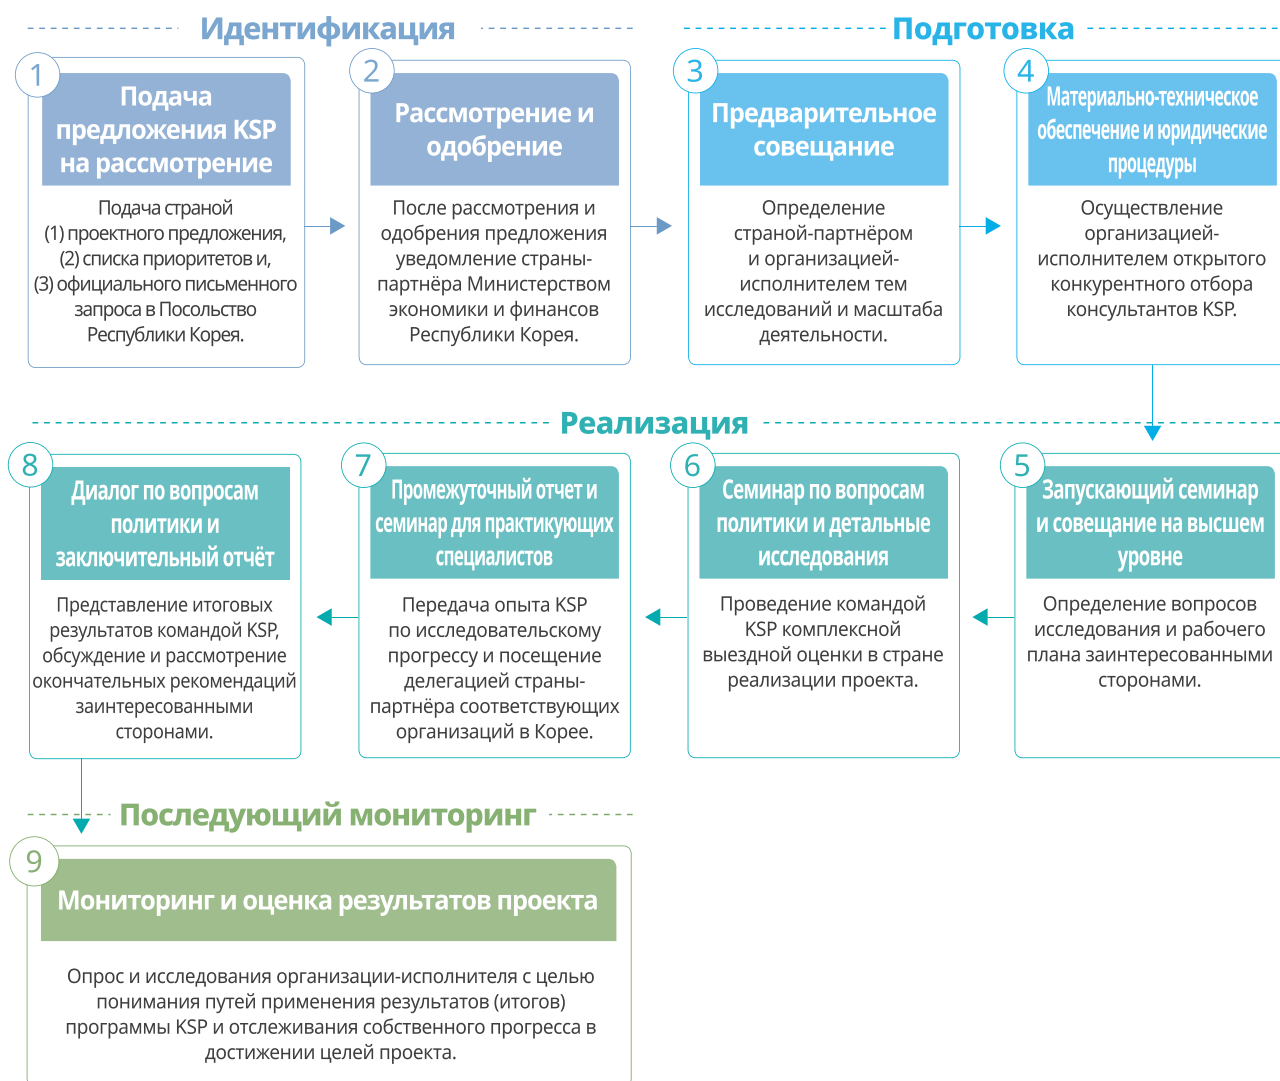 Идентификация
Подготовка
1
Подача
предложения KSP
на рассмотрение
Подача страной
(1) проектного предложения,
(2) списка приоритетов и,
(3) официального письменного
запроса в Посольство
Республики Корея.
2
Рассмотрение и
одобрение
После рассмотрения и
одобрения предложения
уведомление страны-
партнёра Министерством
экономики и финансов
Республики Корея.
3
Предварительное
совещание
Определение
страной-партнёром
и организацией-
исполнителем тем
исследований и масштаба
деятельности.
4
Материально-техническое
обеспечение и юридические
процедуры
Осуществление
организацией-
исполнителем открытого
конкурентного отбора
консультантов KSP.
Реализация
8
Диалог по вопросам
политики и
заключительный отчёт
Представление итоговых
результатов командой KSP,
обсуждение и рассмотрение
окончательных рекомендаций
заинтересованными
сторонами.
7
Промежуточный отчет и
семинар для практикующих
специалистов
Передача опыта KSP
по исследовательскому
прогрессу и посещение
делегацией страны-
партнёра соответствующих
организаций в Корее.
6
Семинар по вопросам
политики и детальные
исследования
Проведение командой
KSP комплексной
выездной оценки в стране
реализации проекта.
5
Запускающий семинар
и совещание на высшем
уровне
Определение вопросов
исследования и рабочего
плана заинтересованными
сторонами.
Последующий мониторинг
9
Мониторинг и оценка результатов проекта
Опрос и исследования организации-исполнителя с целью
понимания путей применения результатов (итогов)
программы KSP и отслеживания собственного прогресса в
достижении целей проекта.